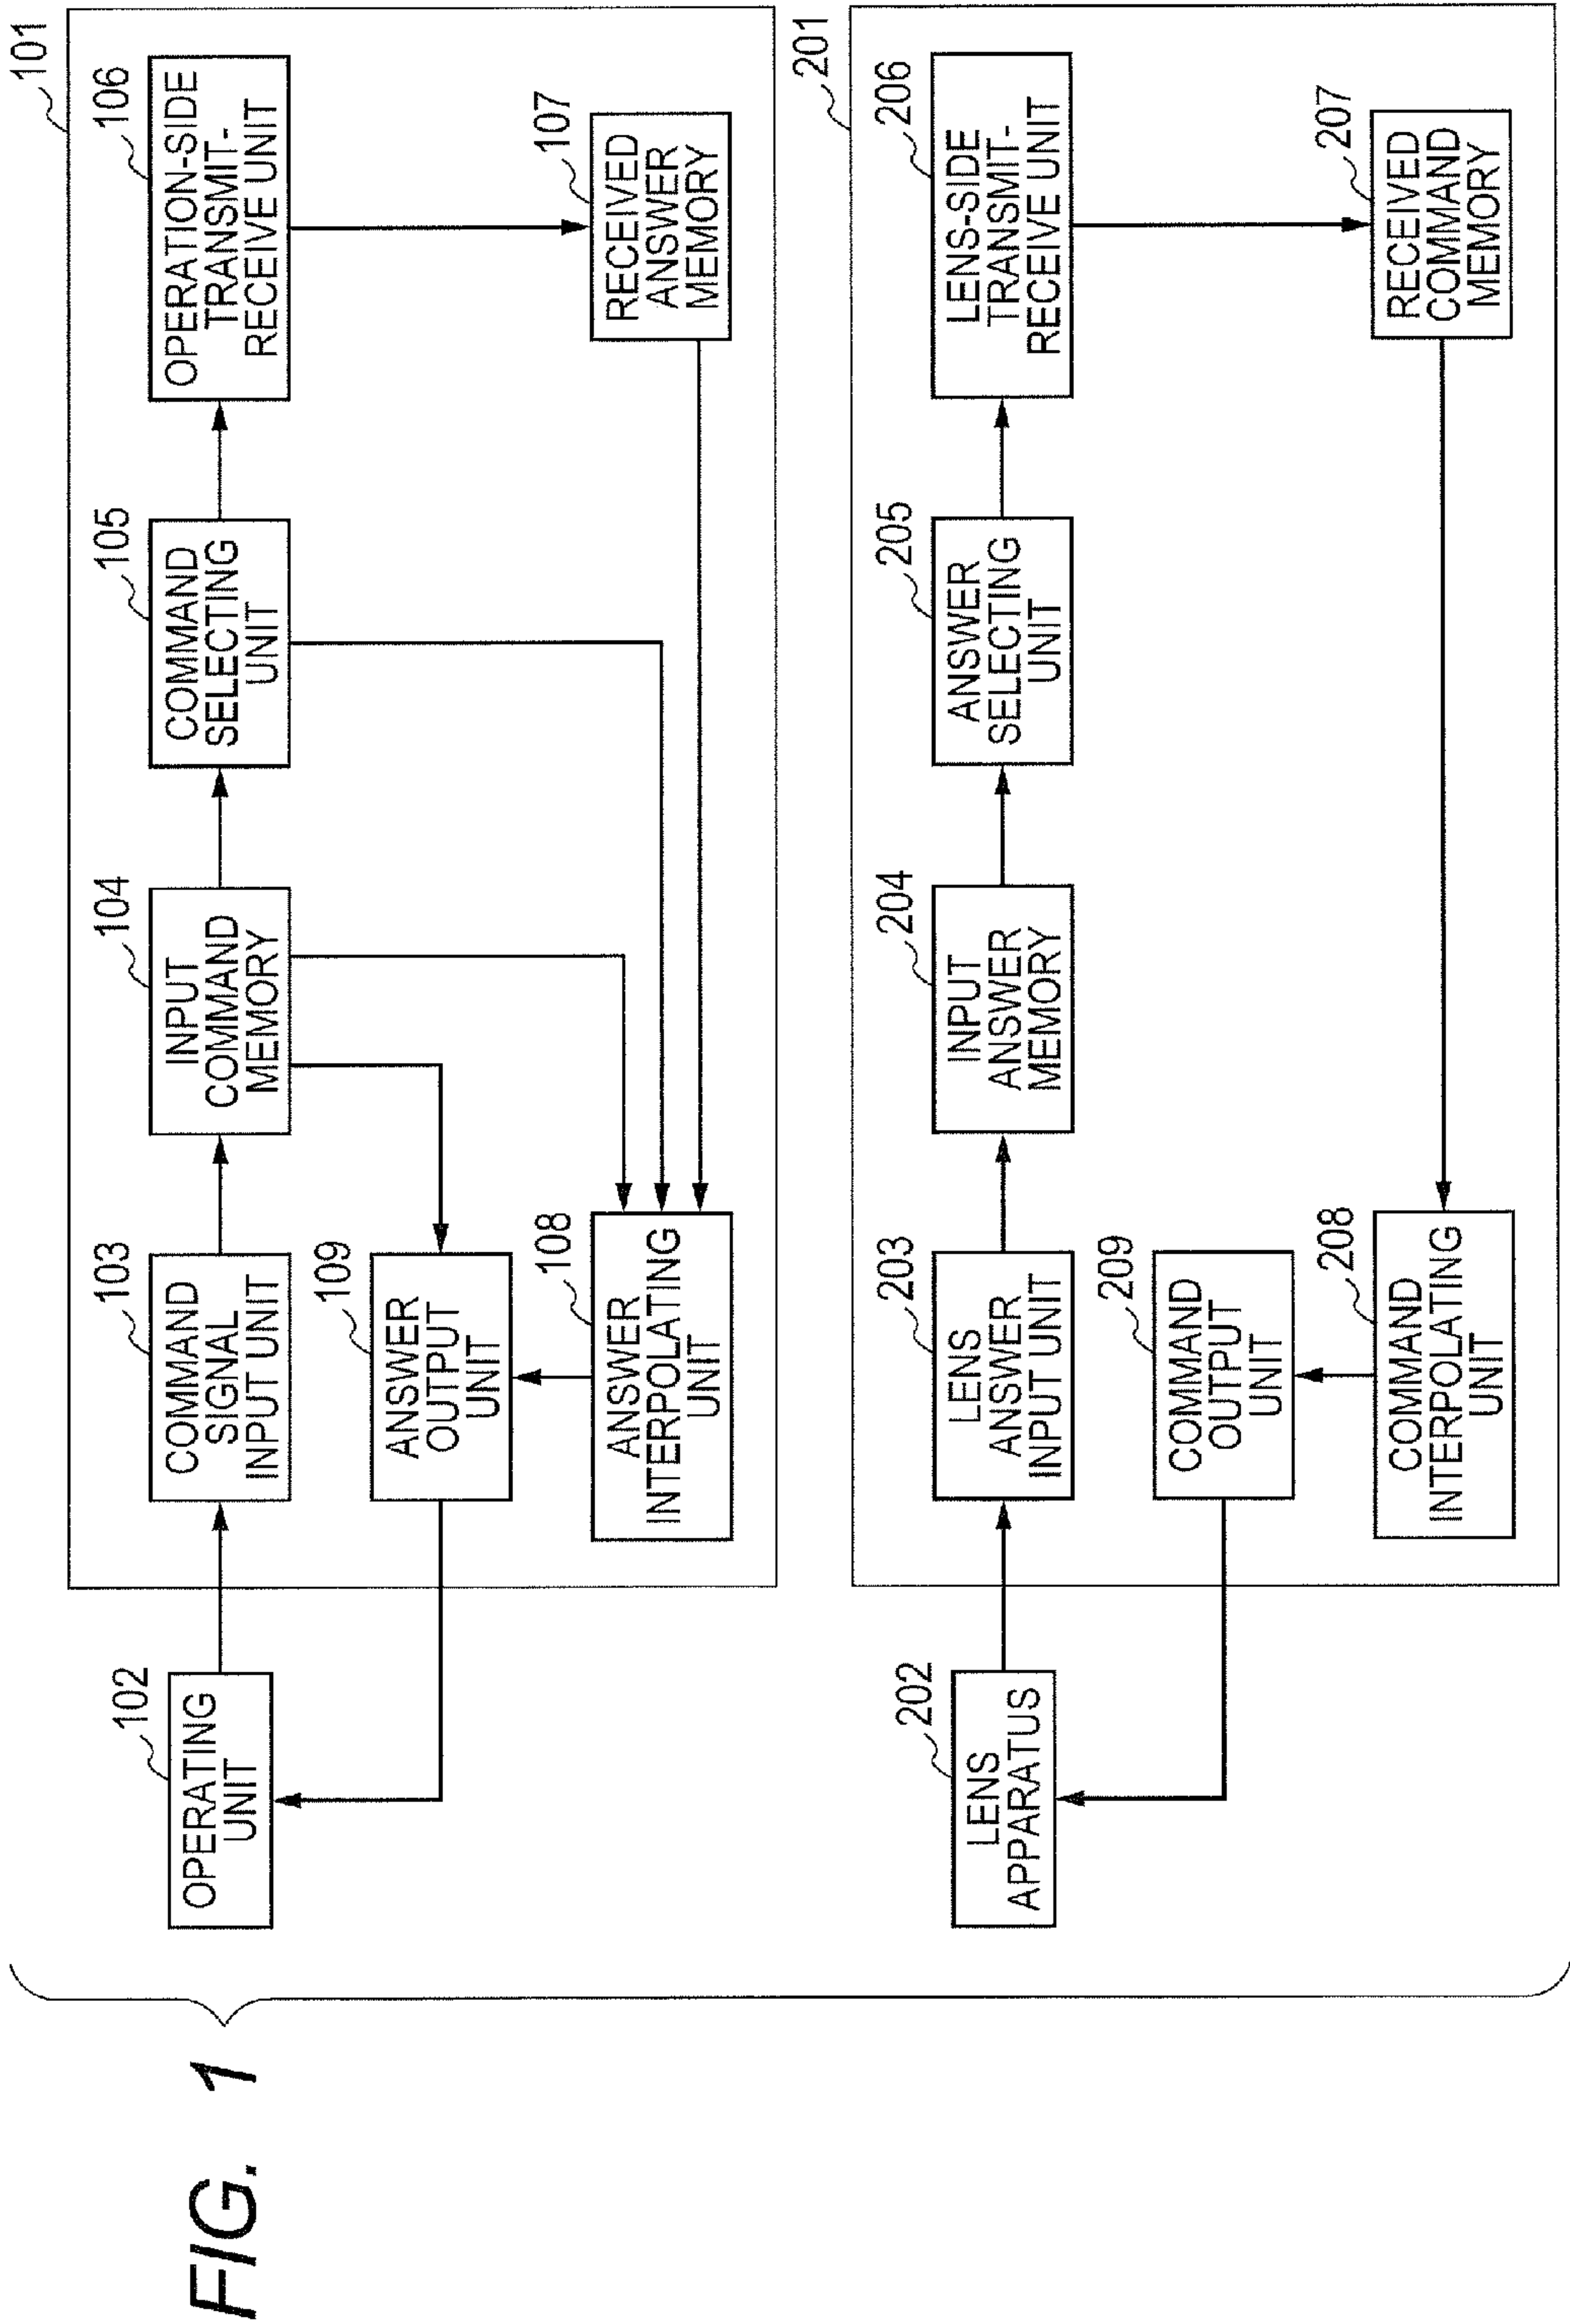 FIG. 1
101
102
OPERATING
UNIT
103
COMMAND
SIGNAL
INPUT UNIT
104
INPUT
COMMAND
MEMORY
105
COMMAND
SELECTING
UNIT
106
OPERATION-SIDE
TRANSMIT-
RECEIVE UNIT
109
ANSWER
OUTPUT
UNIT
108
ANSWER
INTERPOLATING
UNIT
107
RECEIVED
ANSWER
MEMORY
201
202
LENS
APPARATUS
203
LENS
ANSWER
INPUT UNIT
204
INPUT
ANSWER
MEMORY
205
ANSWER
SELECTING
UNIT
206
LENS-SIDE
TRANSMIT-
RECEIVE UNIT
209
COMMAND
OUTPUT
UNIT
208
COMMAND
INTERPOLATING
UNIT
207
RECEIVED
COMMAND
MEMORY